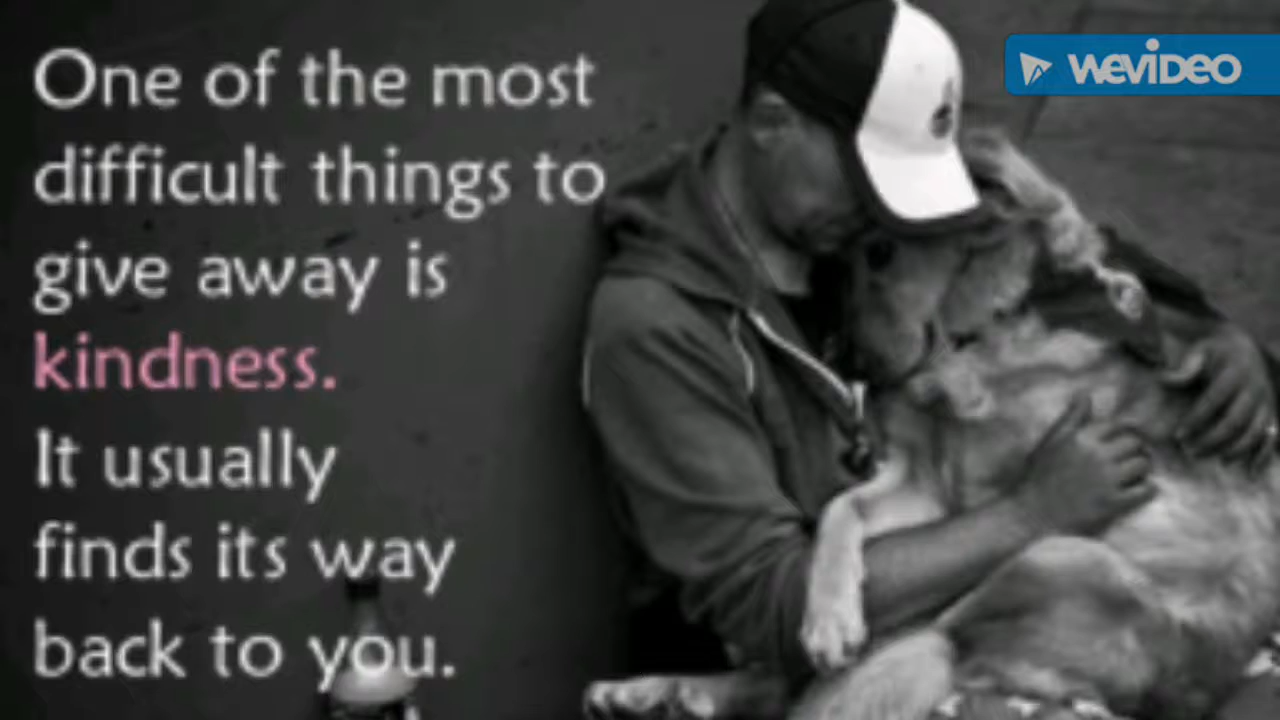 One of the most
difficult things to
give away is
kindness.
It usually
finds its way
back to you.
WEVIDEO